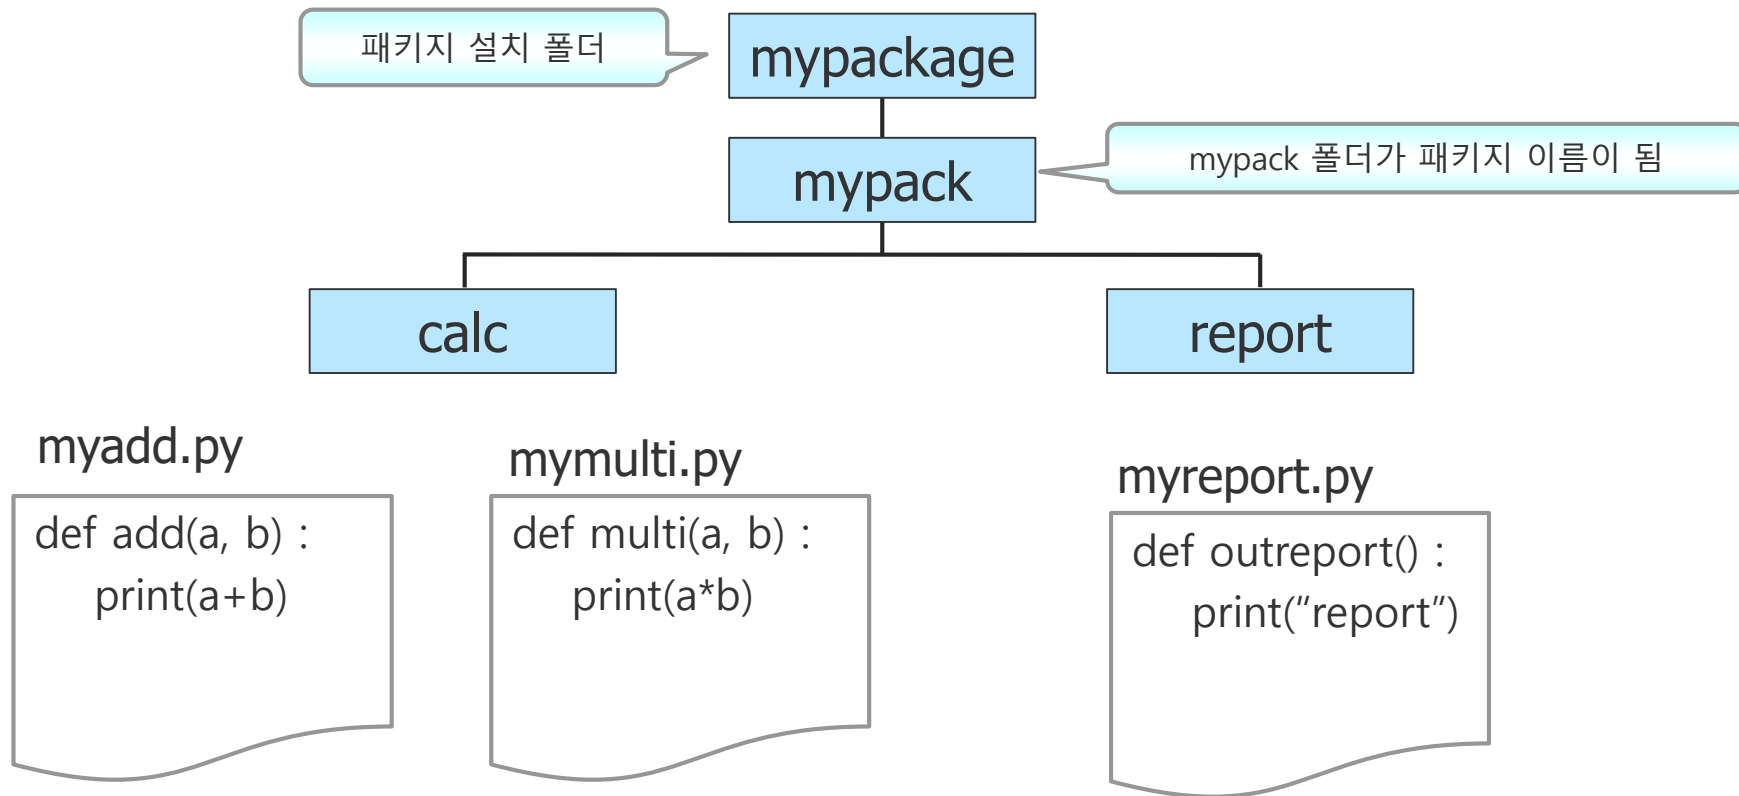 패키지 설치 폴더
mypackage
mypack
mypack 폴더가 패키지 이름이 됨
calc
report
myadd.py
def add(a, b) :
print(a+b)
mymulti.py
def multi(a, b) :
print(a*b)
myreport.py
def outreport() :
print(“report”)